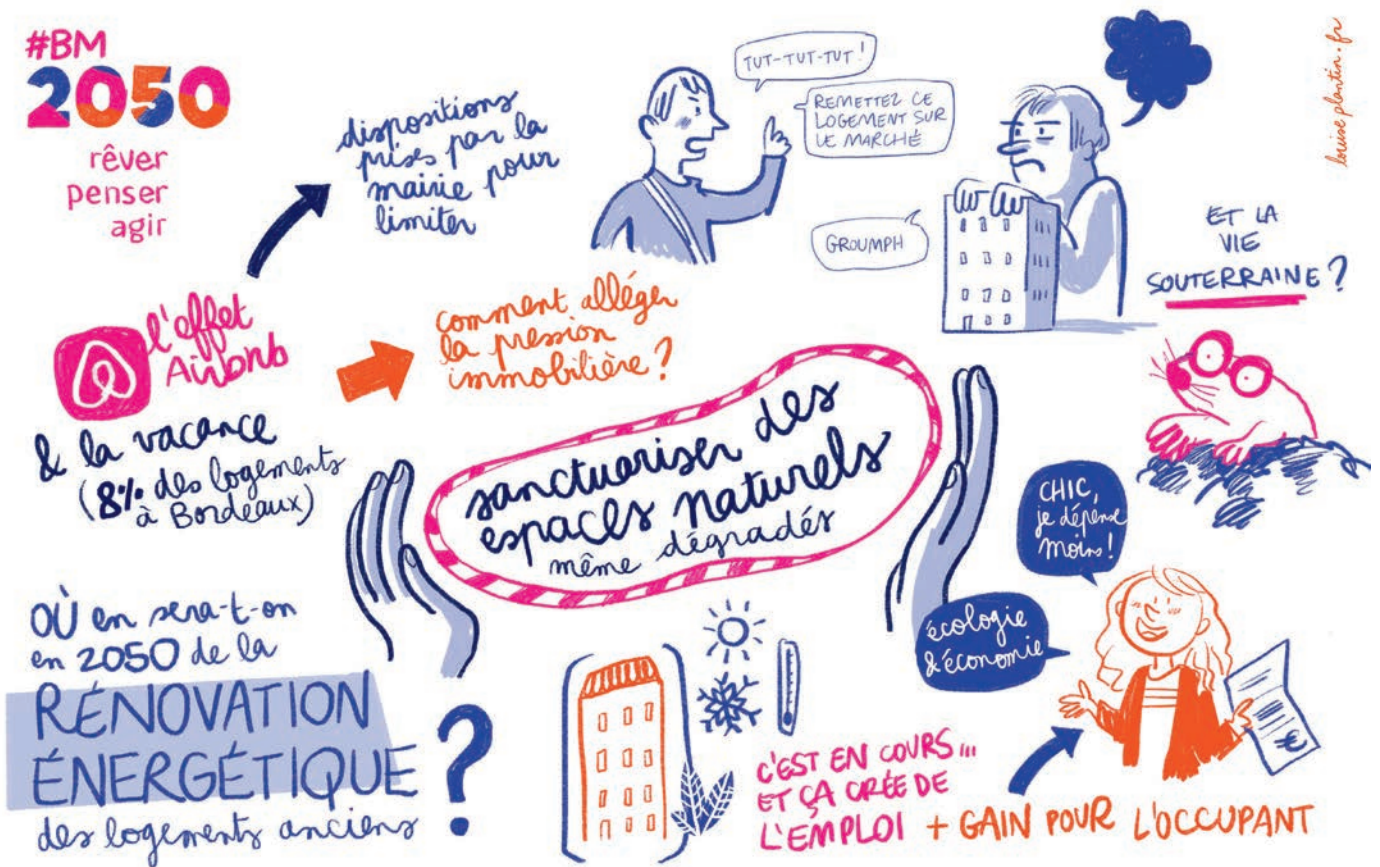 #BM
2050
rêver
penser
agir
dispositions
prises par la
mairie pour
limiter
TUT-TUT-TUT !
REMETTEZ CE
LOGEMENT SUR
LE MARCHÉ
GROUMPH
louise plantin.fr
ET LA
VIE
SOUTERRAINE ?
l'effet
Airbnb
& la vacance
(8% des logements
à Bordeaux)
comment alléger
la pression
immobilière ?
sanctuariser des
espaces naturels
même dégradés
CHIC,
je dépense
moins !
écologie
& économie
OÙ en sera-t-on
en 2050 de la
RÉNOVATION
ÉNERGÉTIQUE
des logements anciens
?
C'EST EN COURS...
ET ÇA CRÉE DE
L'EMPLOI + GAIN POUR L'OCCUPANT
€